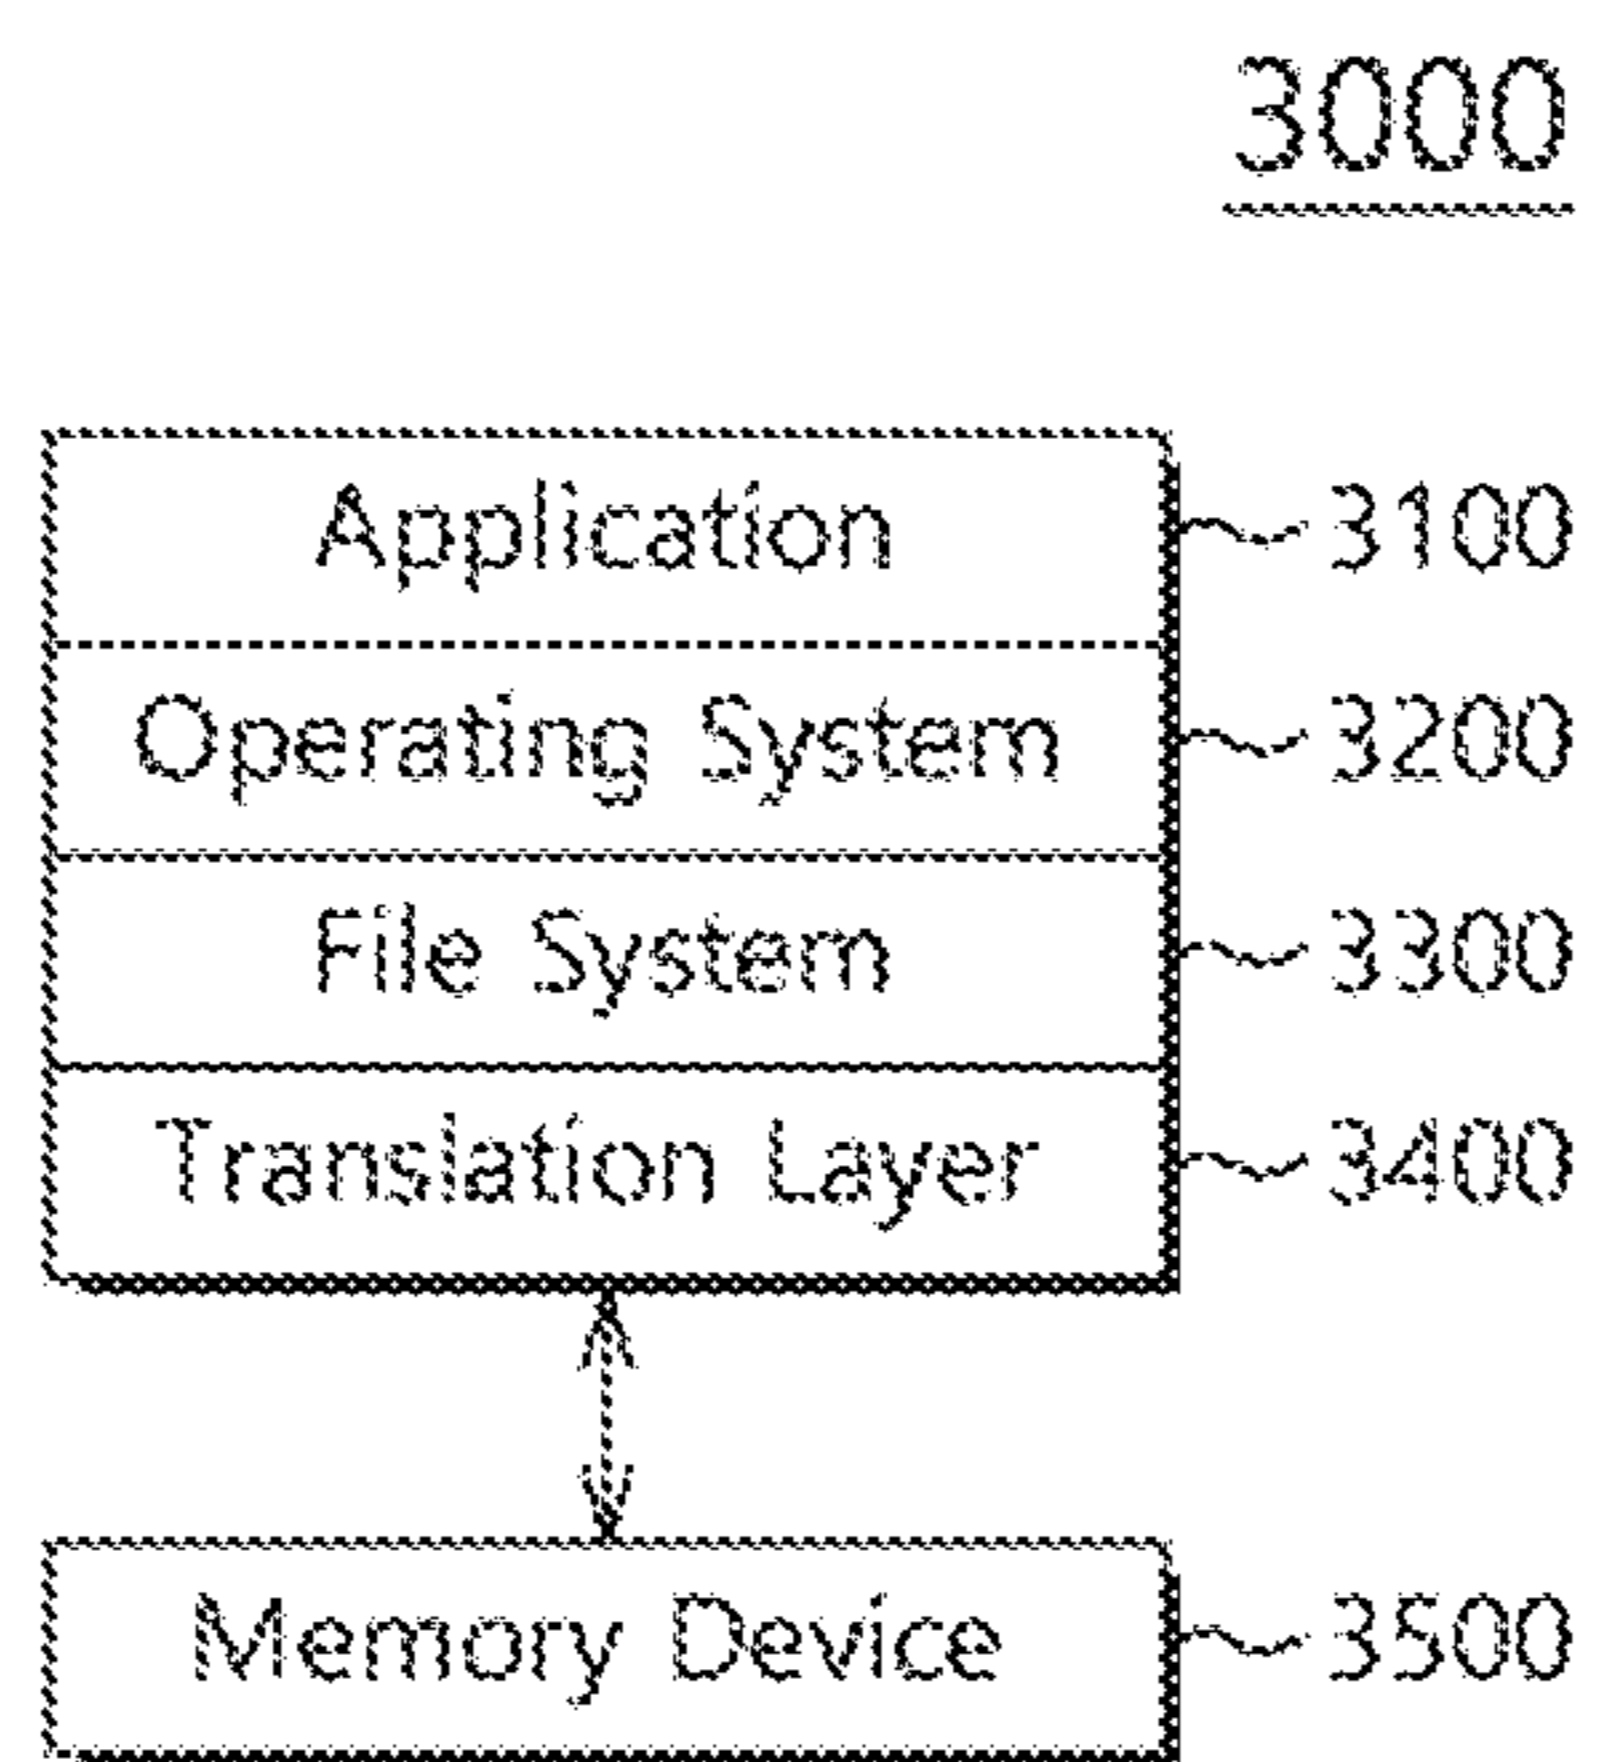 3000
Application 3100
Operating System 3200
File System 3300
Translation Layer 3400
Memory Device 3500